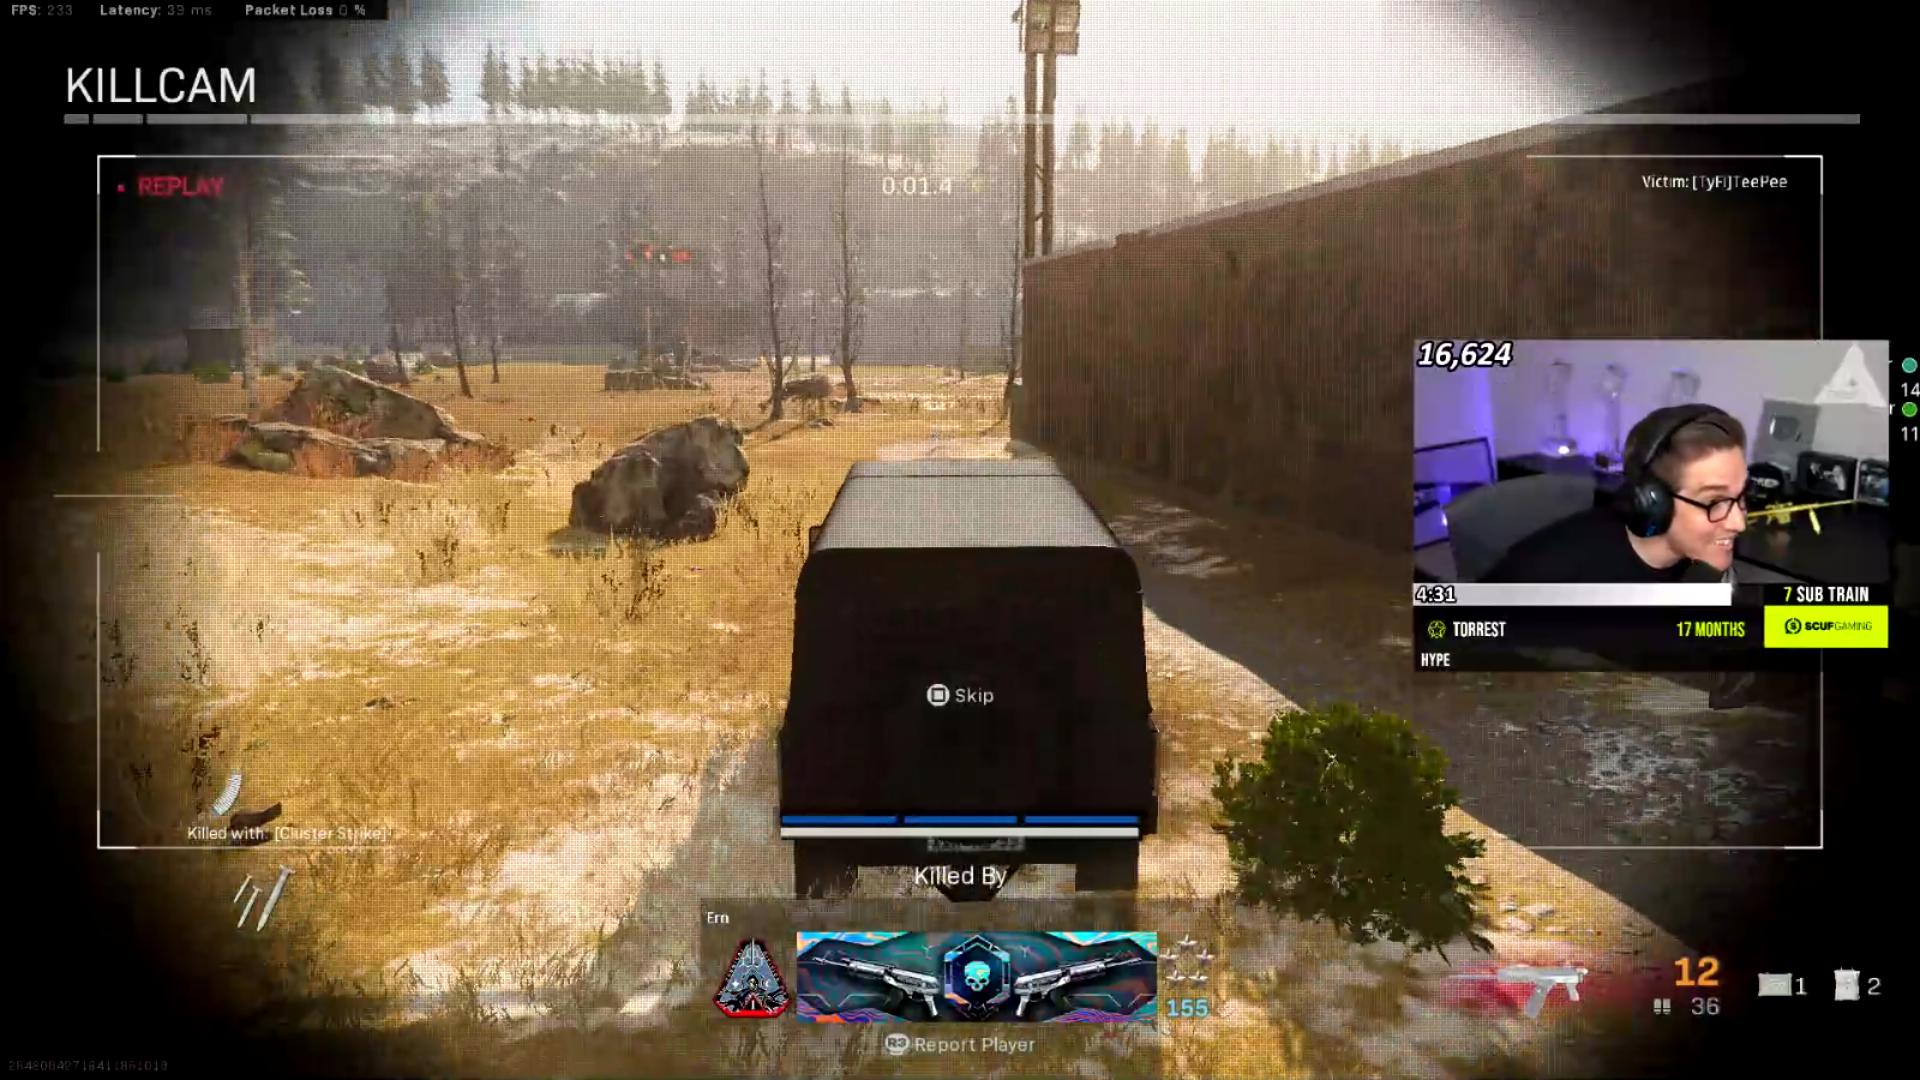 FPS: 233 Latency: 33 ms Packet Loss 0 %
KILLCAM
REPLAY
0:01.4
Victim: [TyFi]TeePee
16,624
14
11
4:31
7 SUB TRAIN
TORREST
17 MONTHS
SCUFGAMING
HYPE
Skip
Killed with: [Cluster Strike]
Killed By
Ern
155
12
36
1
2
R3 Report Player